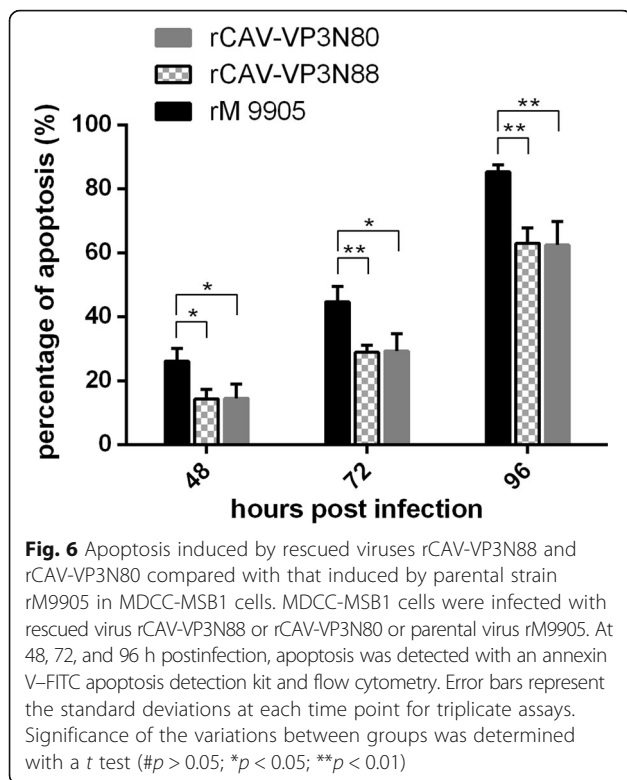 rCAV-VP3N80
rCAV-VP3N88
rM 9905
percentage of apoptosis (%)
100
80
60
40
20
0
*
*
**
*
**
**
48
72
96
hours post infection
Fig. 6 Apoptosis induced by rescued viruses rCAV-VP3N88 and
rCAV-VP3N80 compared with that induced by parental strain
rM9905 in MDCC-MSB1 cells. MDCC-MSB1 cells were infected with
rescued virus rCAV-VP3N88 or rCAV-VP3N80 or parental virus rM9905. At
48, 72, and 96 h postinfection, apoptosis was detected with an annexin
V–FITC apoptosis detection kit and flow cytometry. Error bars represent
the standard deviations at each time point for triplicate assays.
Significance of the variations between groups was determined
with a t test (#p > 0.05; *p < 0.05; **p < 0.01)